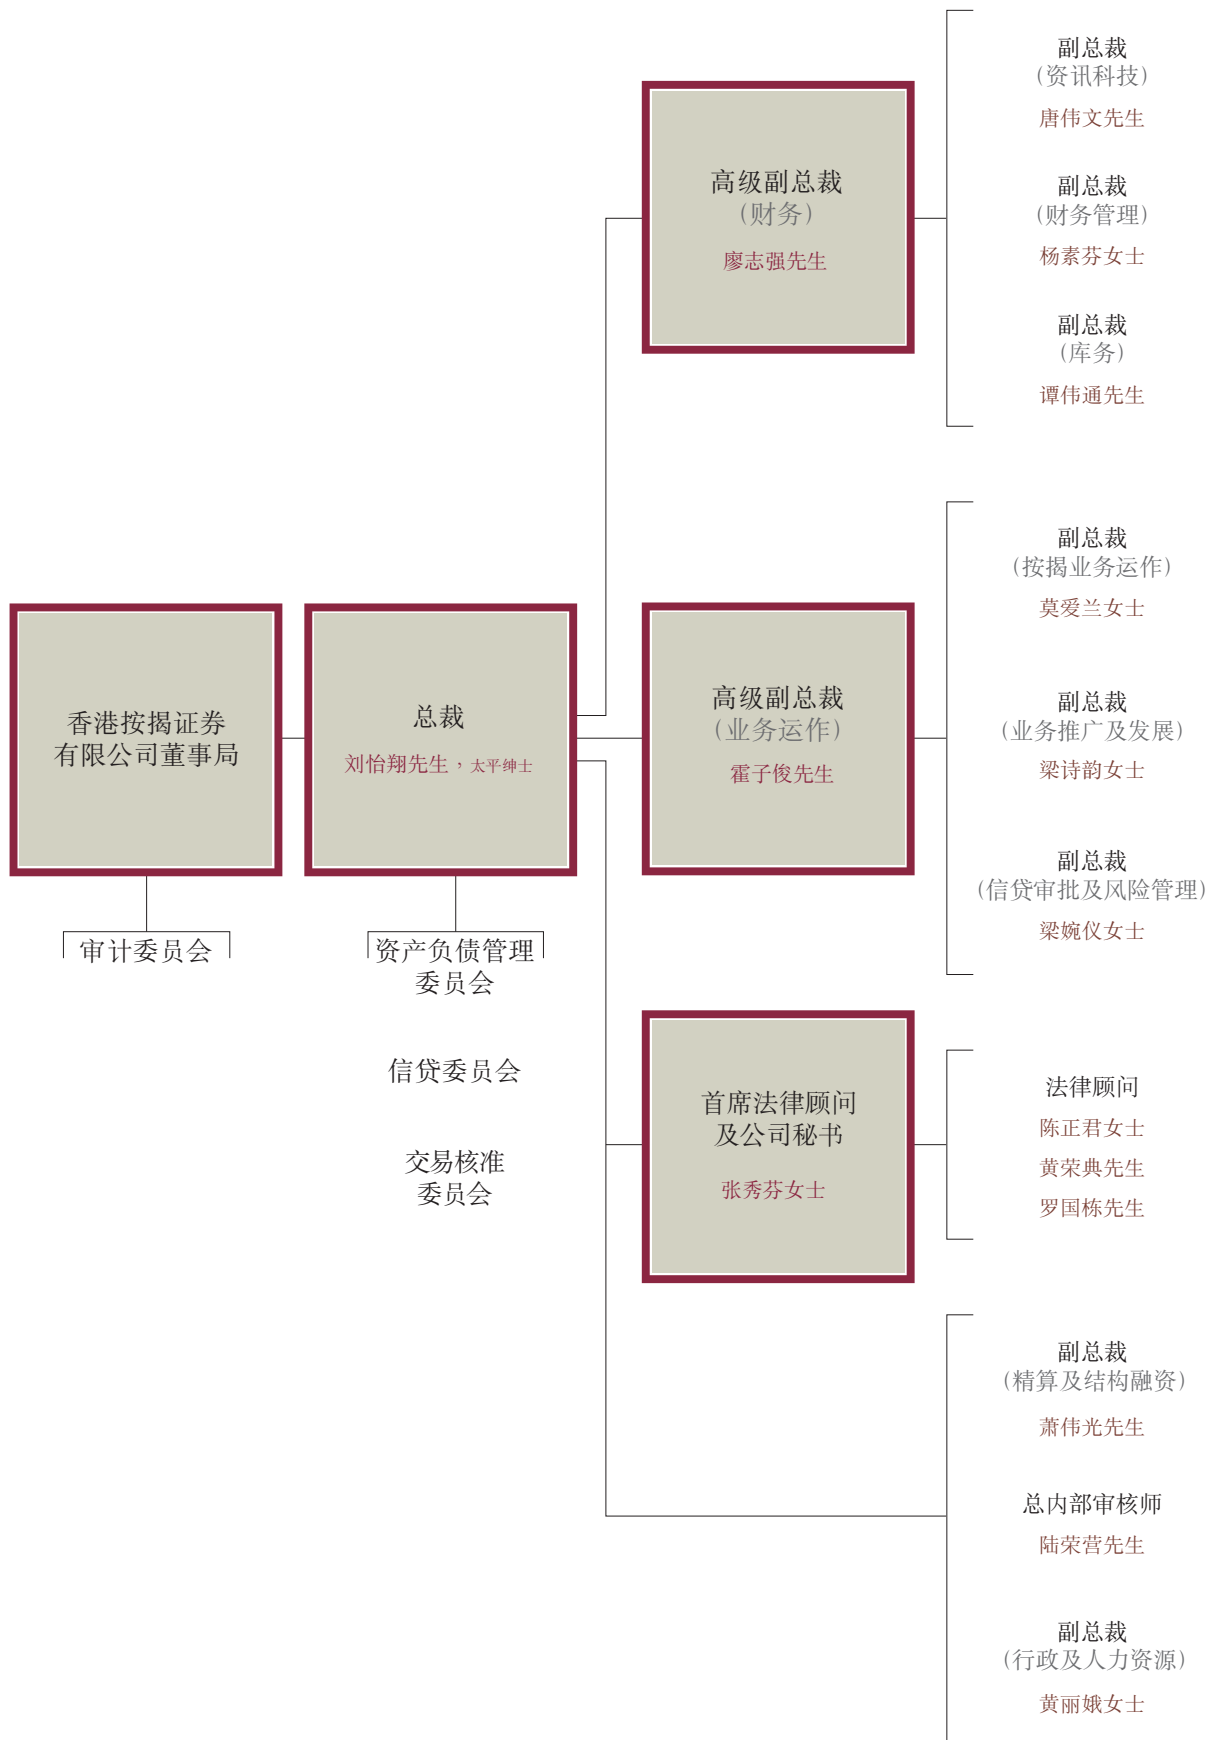 香港按揭证券
有限公司董事局
审计委员会
总裁
刘怡翔先生，太平绅士
资产负债管理
委员会
信贷委员会
交易核准
委员会
高级副总裁
（财务）
廖志强先生
副总裁
（资讯科技）
唐伟文先生
副总裁
（财务管理）
杨素芬女士
副总裁
（库务）
谭伟通先生
高级副总裁
（业务运作）
霍子俊先生
副总裁
（按揭业务运作）
莫爱兰女士
副总裁
（业务推广及发展）
梁诗韵女士
副总裁
（信贷审批及风险管理）
梁婉仪女士
首席法律顾问
及公司秘书
张秀芬女士
法律顾问
陈正君女士
黄荣典先生
罗国栋先生
副总裁
（精算及结构融资）
萧伟光先生
总内部审核师
陆荣营先生
副总裁
（行政及人力资源）
黄丽娥女士